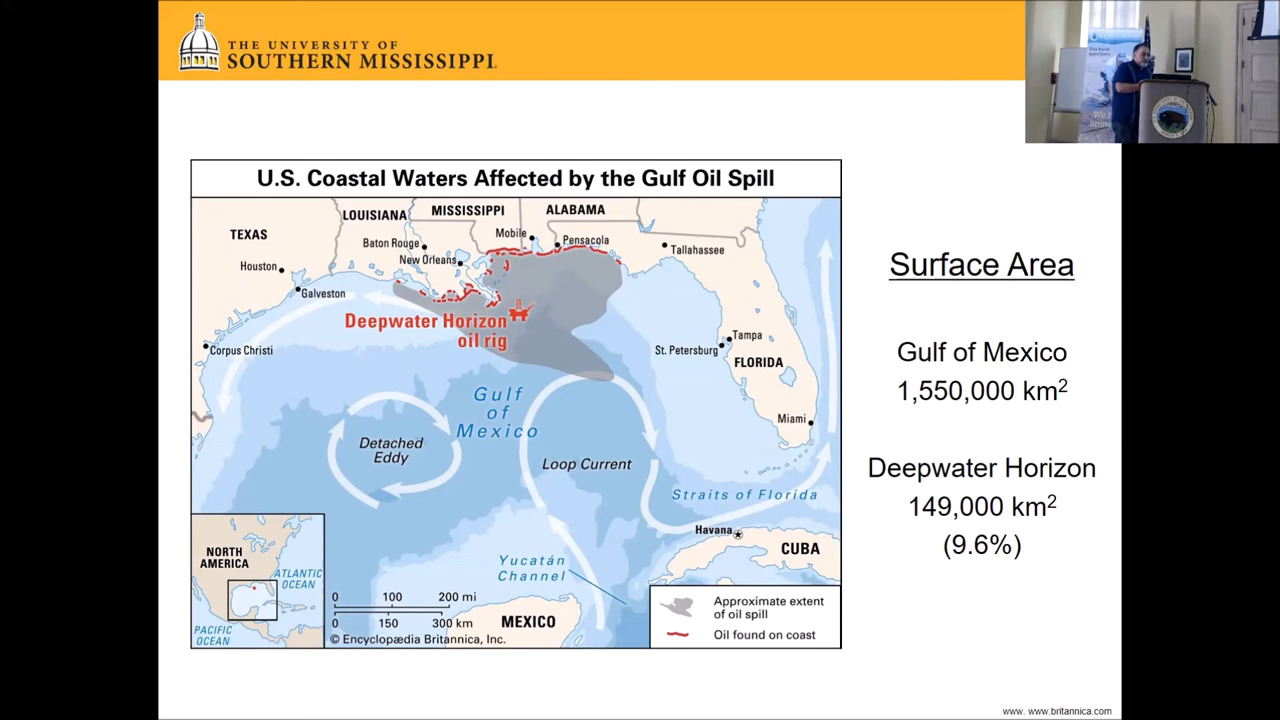 THE UNIVERSITY OF
SOUTHERN MISSISSIPPI.
U.S. Coastal Waters Affected by the Gulf Oil Spill
TEXAS
LOUISIANA
MISSISSIPPI
ALABAMA
Baton Rouge
Mobile
Pensacola
Tallahassee
New Orleans
Houston
Galveston
Deepwater Horizon
oil rig
Corpus Christi
Tampa
St. Petersburg
FLORIDA
Gulf
of
Mexico
Miami
Detached
Eddy
Loop Current
Straits of Florida
Havana
CUBA
Yucatán
Channel
NORTH
AMERICA
ATLANTIC
OCEAN
PACIFIC
OCEAN
0 100 200 mi
0 150 300 km
© Encyclopædia Britannica, Inc.
MEXICO
Approximate extent
of oil spill
Oil found on coast
Surface Area
Gulf of Mexico
1,550,000 km²
Deepwater Horizon
149,000 km²
(9.6%)
www. www.britannica.com